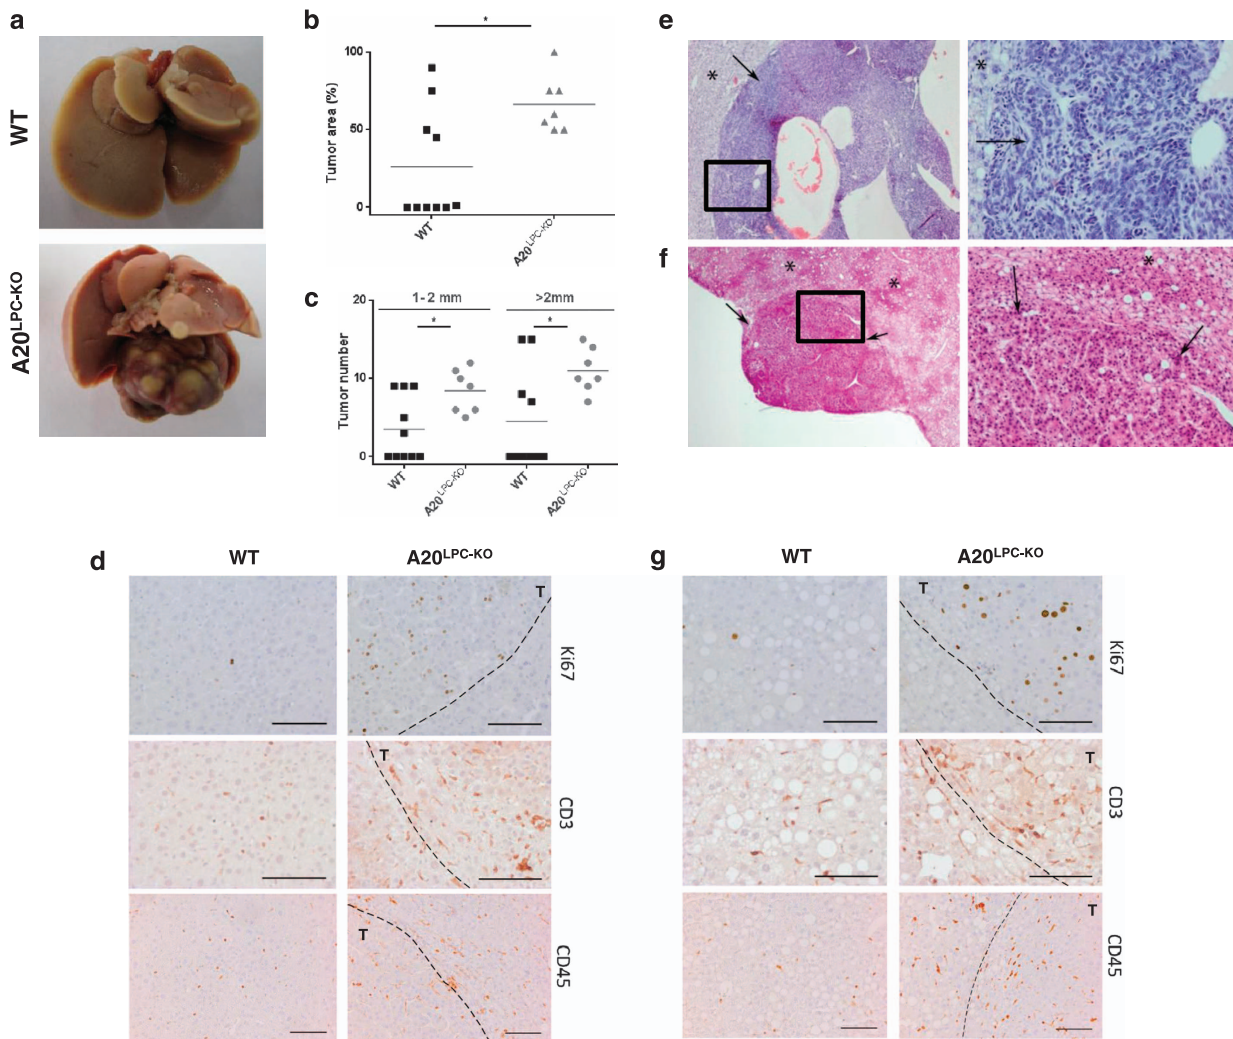 a
WT
A20LPC-KO
b
*
Tumor area (%)
100
50
0
WT
A20LPC-KO
c
1-2 mm
>2mm
*
*
Tumor number
20
10
0
WT
A20LPC-KO
WT
A20LPC-KO
e
*
*
f
*
*
*
d
WT
A20LPC-KO
T
Ki67
T
CD3
T
CD45
g
WT
A20LPC-KO
T
Ki67
T
CD3
T
CD45